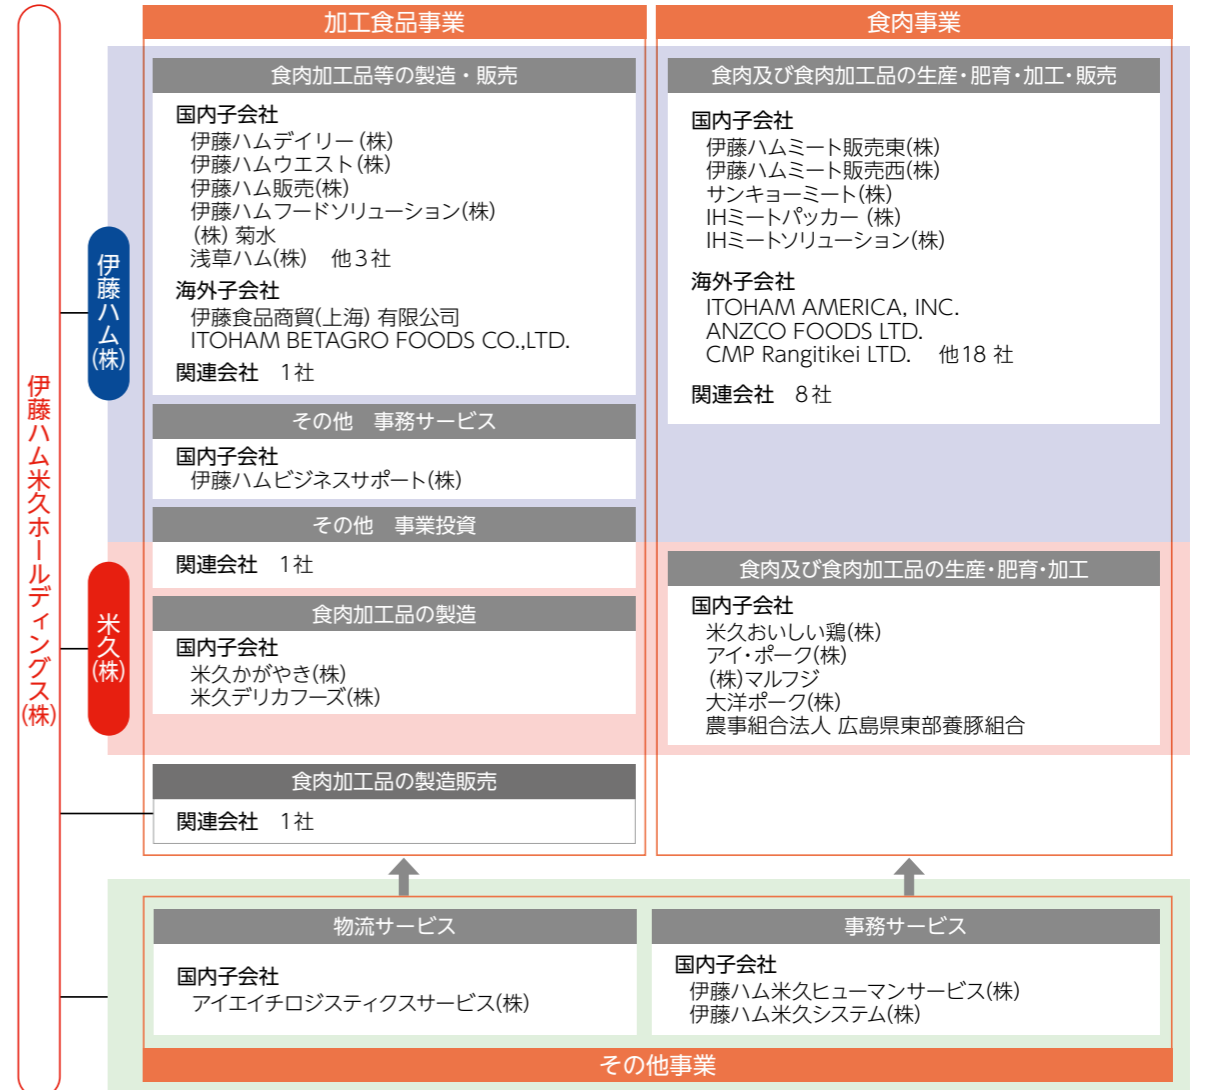 伊藤ハム米久ホールディングス(株)
加工食品事業
食肉事業
伊藤ハム(株)
食肉加工品等の製造・販売
国内子会社
伊藤ハムデイリー(株)
伊藤ハムウエスト(株)
伊藤ハム販売(株)
伊藤ハムフードソリューション(株)
(株) 菊水
浅草ハム(株)　他3社
海外子会社
伊藤食品商貿(上海) 有限公司
ITOHAM BETAGRO FOODS CO.,LTD.
関連会社　1社
その他　事務サービス
国内子会社
伊藤ハムビジネスサポート(株)
その他　事業投資
関連会社　1社
食肉及び食肉加工品の生産・肥育・加工・販売
国内子会社
伊藤ハムミート販売東(株)
伊藤ハムミート販売西(株)
サンキョーミート(株)
IHミートパッカー (株)
IHミートソリューション(株)
海外子会社
ITOHAM AMERICA, INC.
ANZCO FOODS LTD.
CMP Rangitikei LTD.　他18 社
関連会社　8社
米久(株)
食肉加工品の製造
国内子会社
米久かがやき(株)
米久デリカフーズ(株)
食肉及び食肉加工品の生産・肥育・加工
国内子会社
米久おいしい鶏(株)
アイ・ポーク(株)
(株)マルフジ
大洋ポーク(株)
農事組合法人 広島県東部養豚組合
食肉加工品の製造販売
関連会社　1社
物流サービス
国内子会社
アイエイチロジスティクスサービス(株)
事務サービス
国内子会社
伊藤ハム米久ヒューマンサービス(株)
伊藤ハム米久システム(株)
その他事業